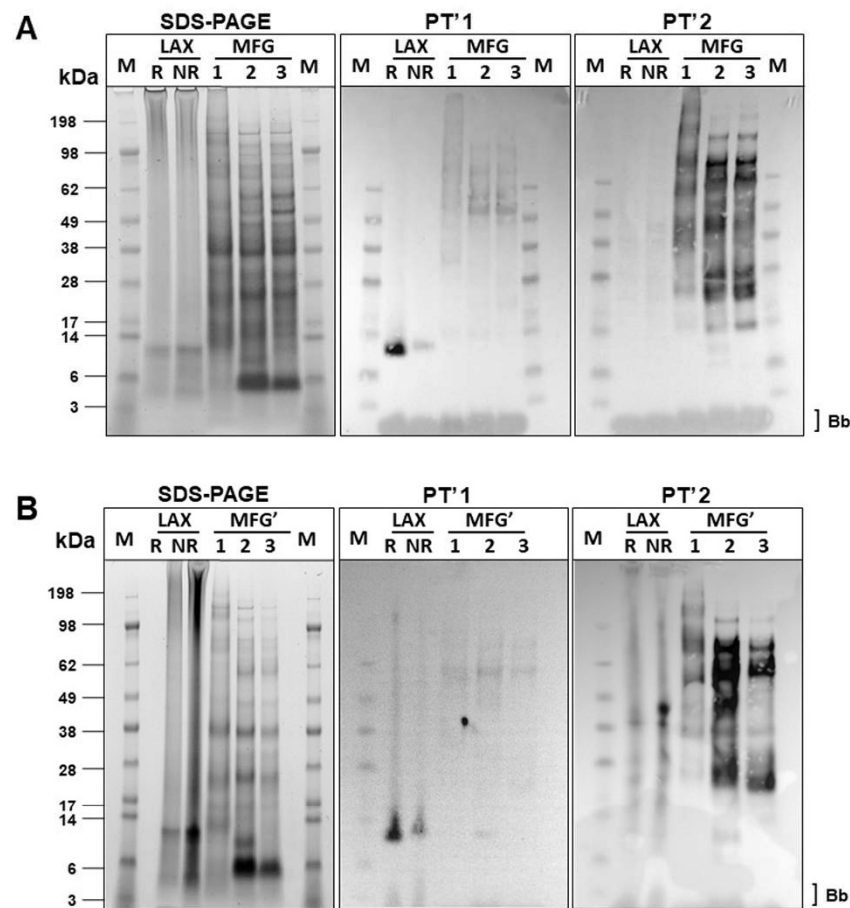 SDS-PAGE PT’1 PT’2
A
LAX MFG LAX MFG LAX MFG
kDa M R NR 1 2 3 M R NR 1 2 3 M R NR 1 2 3 M
198
98
62
49
38
28
17
14
6
3
] Bb
SDS-PAGE PT’1 PT’2
B
LAX MFG’ LAX MFG’ LAX MFG’
kDa M R NR 1 2 3 M M R NR 1 2 3 M R NR 1 2 3
198
98
62
49
38
28
17
14
6
3
] Bb